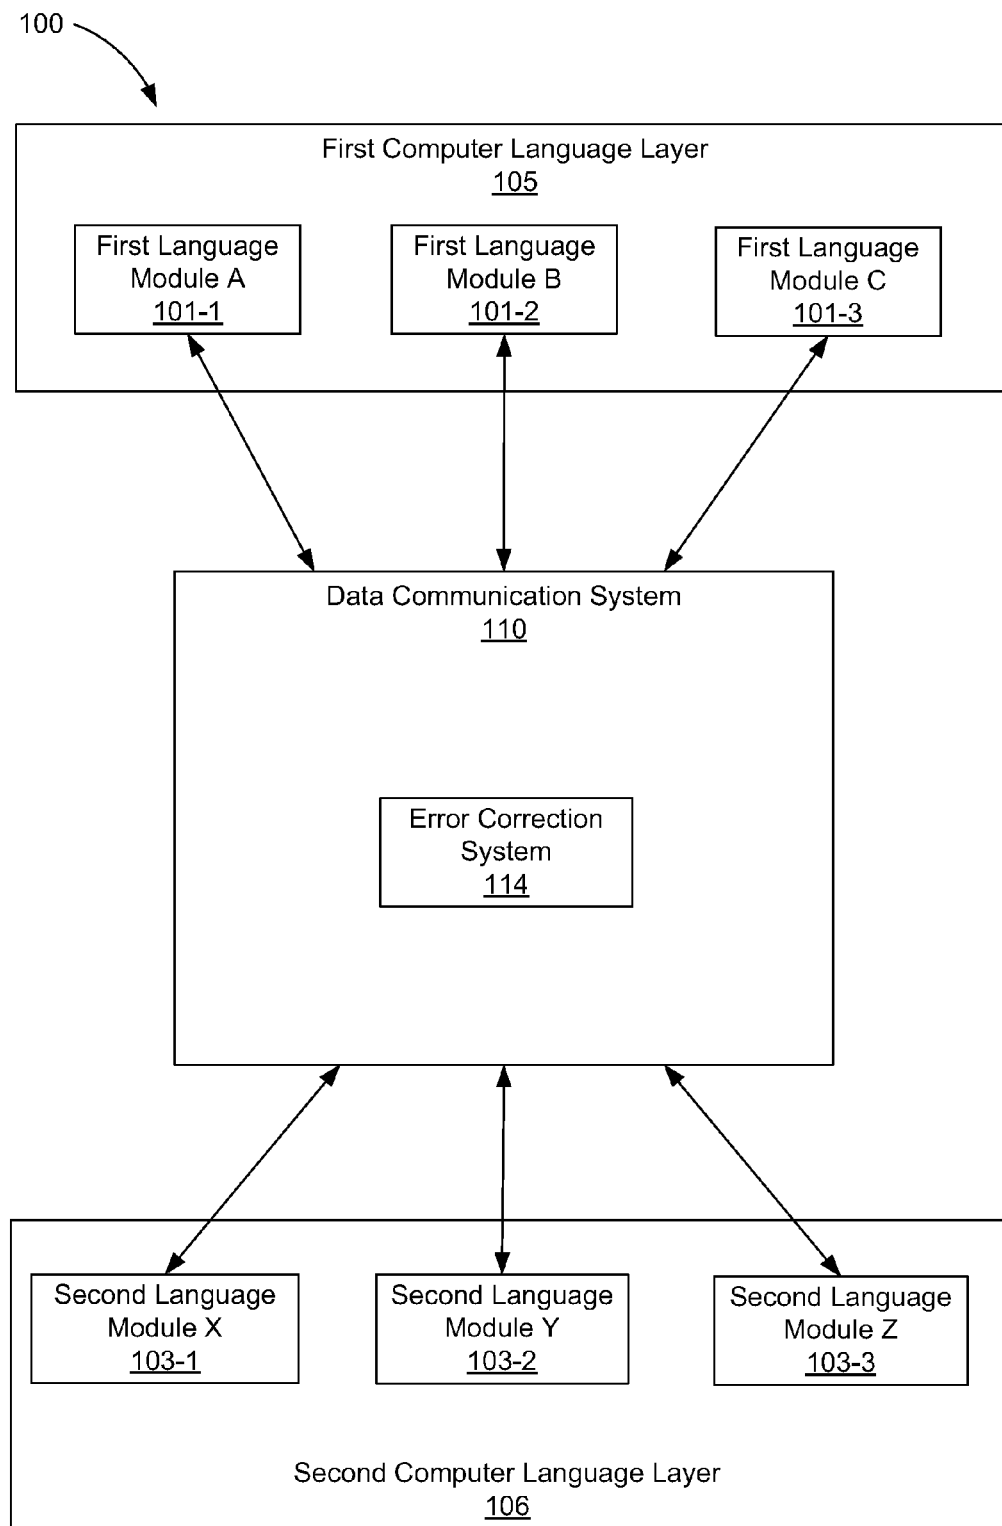 100
First Computer Language Layer
105
First Language
Module A
101-1
First Language
Module B
101-2
First Language
Module C
101-3
Data Communication System
110
Error Correction
System
114
Second Language
Module X
103-1
Second Language
Module Y
103-2
Second Language
Module Z
103-3
Second Computer Language Layer
106